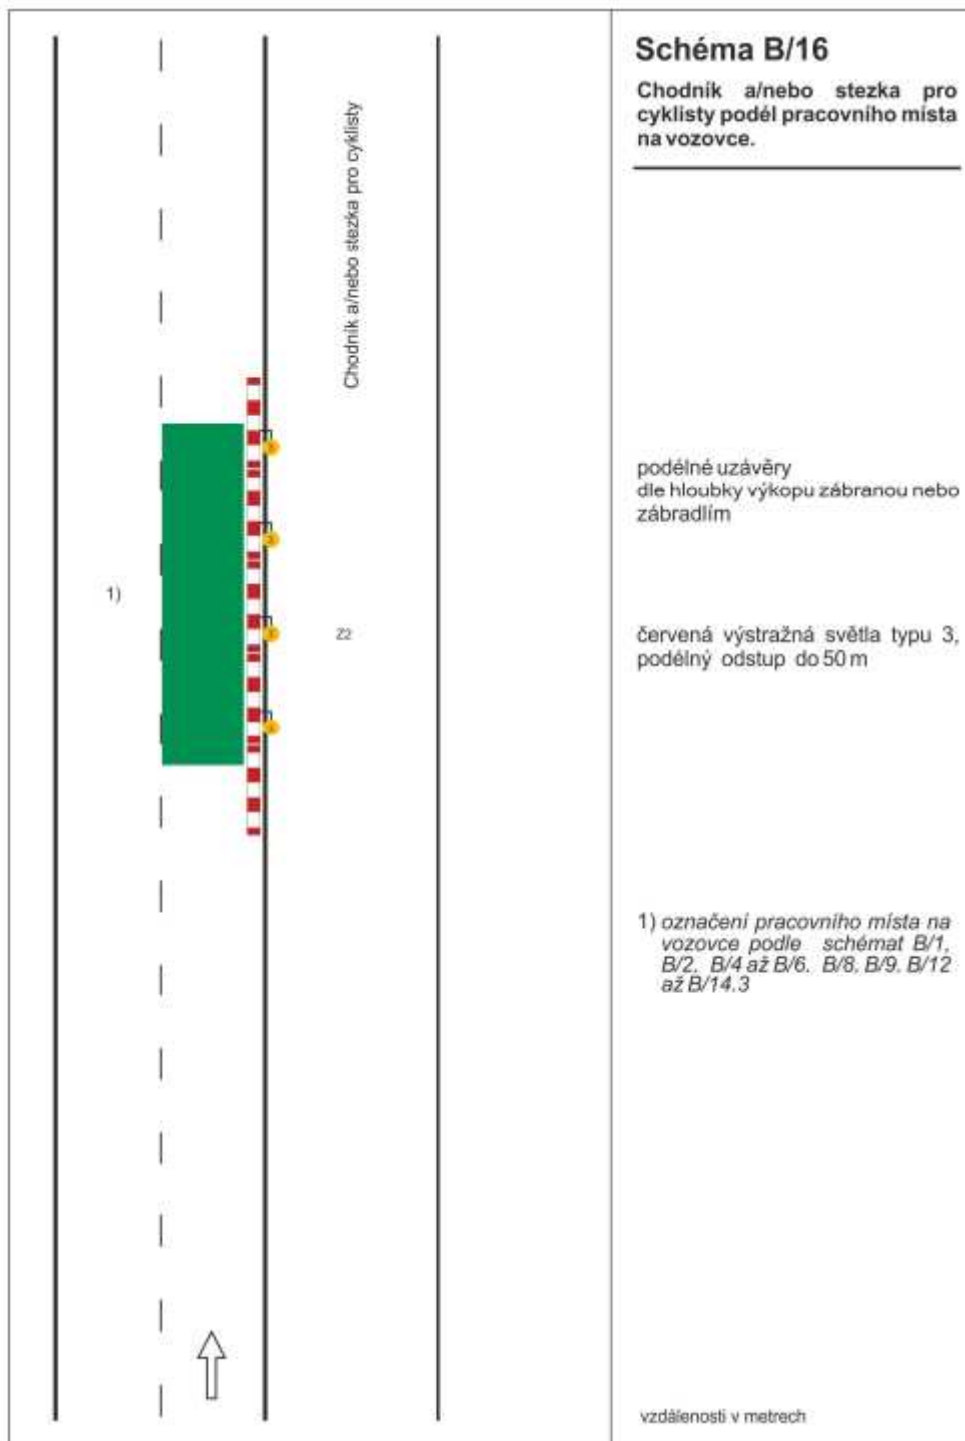 Schéma B/16
Chodník a/nebo stezka pro
cyklisty podél pracovního místa
na vozovce.
Chodník a/nebo stezka pro cyklisty
podélné uzávěry
dle hloubky výkopu zábranou nebo
zábradlím
1)
Z2
červená výstražná světla typu 3,
podélný odstup do 50 m
1) označení pracovního místa na
vozovce podle schémat B/1,
B/2, B/4 až B/6, B/8, B/9, B/12
až B/14.3
vzdálenosti v metrech